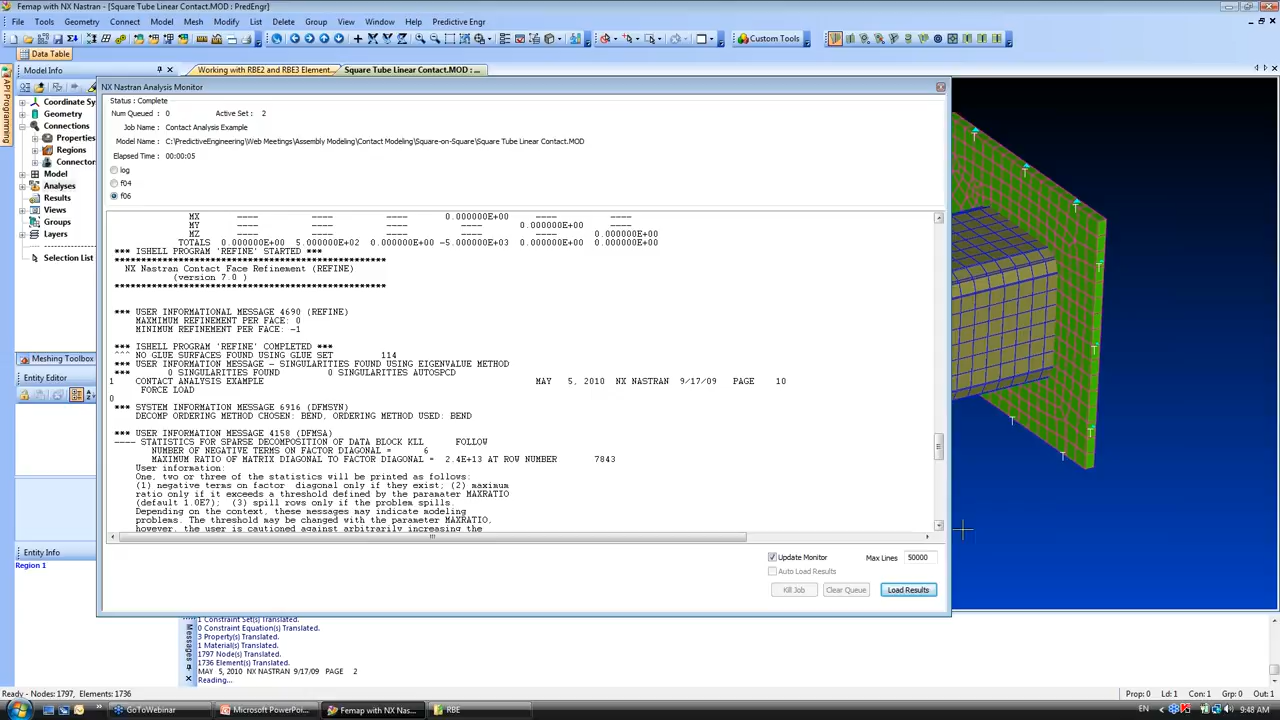 Femap with NX Nastran - [Square Tube Linear Contact.MOD : PredEngr]
File Tools Geometry Connect Model Mesh Modify List Delete Group View Window Help Predictive Engr
Custom Tools
Data Table
Model Info
Working with RBE2 and RBE3 Element... Square Tube Linear Contact.MOD : ...
API Programming
Coordinate Sy
Geometry
Connections
Properties
Regions
Connectors
Model
Analyses
Results
Views
Groups
Layers
Selection List
Meshing Toolbox
Entity Editor
Entity Info
Region 1
NX Nastran Analysis Monitor
Status : Complete
Num Queued : 0 Active Set : 2
Job Name : Contact Analysis Example
Model Name : C:\PredictiveEngineering\Web Meetings\Assembly Modeling\Contact Modeling\Square-on-Square\Square Tube Linear Contact.MOD
Elapsed Time : 00:00:05
log
f04
f06
MX ---- ---- ---- 0.000000E+00 ---- ----
MY ---- ---- ---- ---- 0.000000E+00 ----
MZ ---- ---- ---- ---- ---- 0.000000E+00
TOTALS 0.000000E+00 5.000000E+02 0.000000E+00 -5.000000E+03 0.000000E+00 0.000000E+00
*** ISHELL PROGRAM 'REFINE' STARTED ***
**************************************************
NX Nastran Contact Face Refinement (REFINE)
(version 7.0 )
**************************************************
*** USER INFORMATIONAL MESSAGE 4690 (REFINE)
MAXMIMUM REFINEMENT PER FACE: 0
MINIMUM REFINEMENT PER FACE: -1
*** ISHELL PROGRAM 'REFINE' COMPLETED ***
^^^ NO GLUE SURFACES FOUND USING GLUE SET 114
*** USER INFORMATION MESSAGE - SINGULARITIES FOUND USING EIGENVALUE METHOD
*** 0 SINGULARITIES FOUND 0 SINGULARITIES AUTOSPCD
1 CONTACT ANALYSIS EXAMPLE MAY 5, 2010 NX NASTRAN 9/17/09 PAGE 10
FORCE LOAD
0
*** SYSTEM INFORMATION MESSAGE 6916 (DFMSYN)
DECOMP ORDERING METHOD CHOSEN: BEND, ORDERING METHOD USED: BEND
*** USER INFORMATION MESSAGE 4158 (DFMSA)
---- STATISTICS FOR SPARSE DECOMPOSITION OF DATA BLOCK KLL FOLLOW
NUMBER OF NEGATIVE TERMS ON FACTOR DIAGONAL = 6
MAXIMUM RATIO OF MATRIX DIAGONAL TO FACTOR DIAGONAL = 2.4E+13 AT ROW NUMBER 7843
User information:
One, two or three of the statistics will be printed as follows:
(1) negative terms on factor diagonal only if they exist; (2) maximum
ratio only if it exceeds a threshold defined by the paramater MAXRATIO
(default 1.0E7); (3) spill rows only if the problem spills.
Depending on the context, these messages may indicate modeling
problems. The threshold may be changed with the parameter MAXRATIO,
however, the user is cautioned against arbitrarily increasing the
Update Monitor Max Lines 50000
Auto Load Results
Kill Job Clear Queue Load Results
T
T
T
T
T
T
T
T
Messages
1 Constraint Set(s) Translated.
0 Constraint Equation(s) Translated.
3 Property(s) Translated.
1 Material(s) Translated.
1797 Node(s) Translated.
1736 Element(s) Translated.
MAY 5, 2010 NX NASTRAN 9/17/09 PAGE 2
Reading...
Ready - Nodes: 1797, Elements: 1736 Prop: 0 Ld: 1 Con: 1 Grp: 0 Out: 1
GoToWebinar Microsoft PowerPoi... Femap with NX Nas... RBE EN 9:48 AM